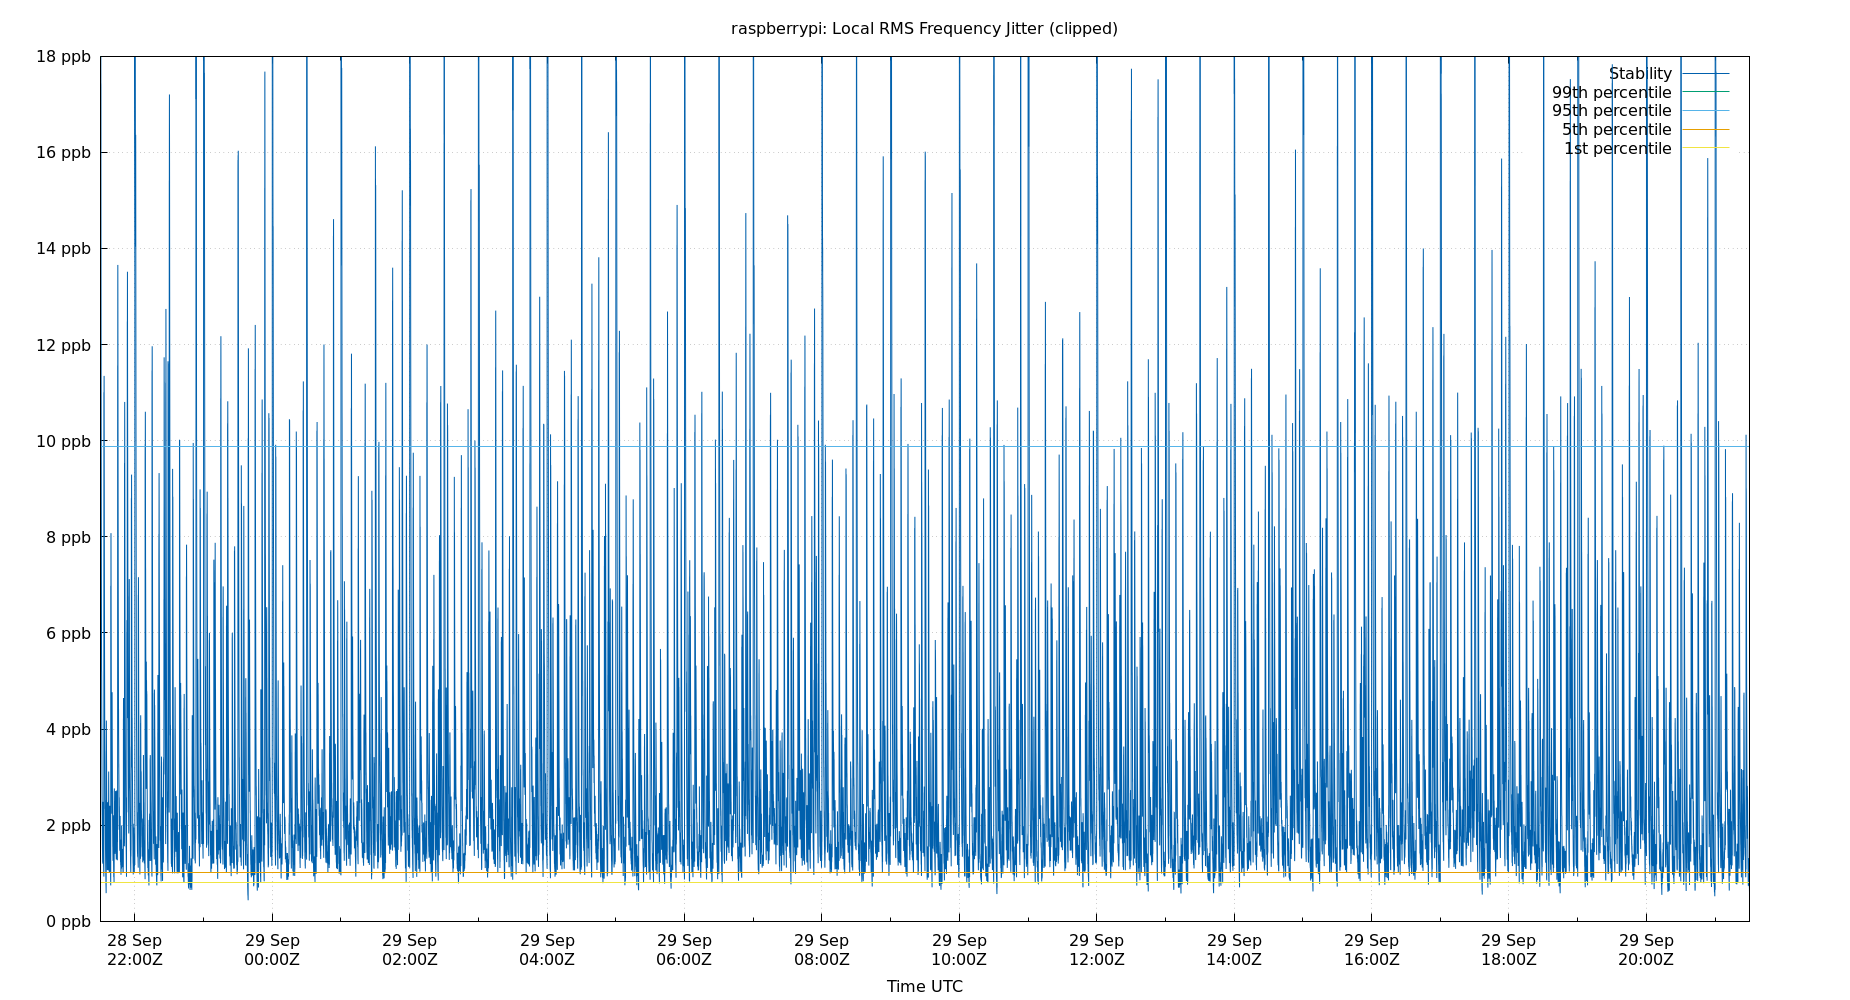 raspberrypi: Local RMS Frequency Jitter (clipped)
18 ppb
16 ppb
14 ppb
12 ppb
10 ppb
8 ppb
6 ppb
4 ppb
2 ppb
0 ppb
Stability
99th percentile
95th percentile
5th percentile
1st percentile
28 Sep 29 Sep 29 Sep 29 Sep 29 Sep 29 Sep 29 Sep 29 Sep 29 Sep 29 Sep 29 Sep 29 Sep
22:00Z 00:00Z 02:00Z 04:00Z 06:00Z 08:00Z 10:00Z 12:00Z 14:00Z 16:00Z 18:00Z 20:00Z
Time UTC